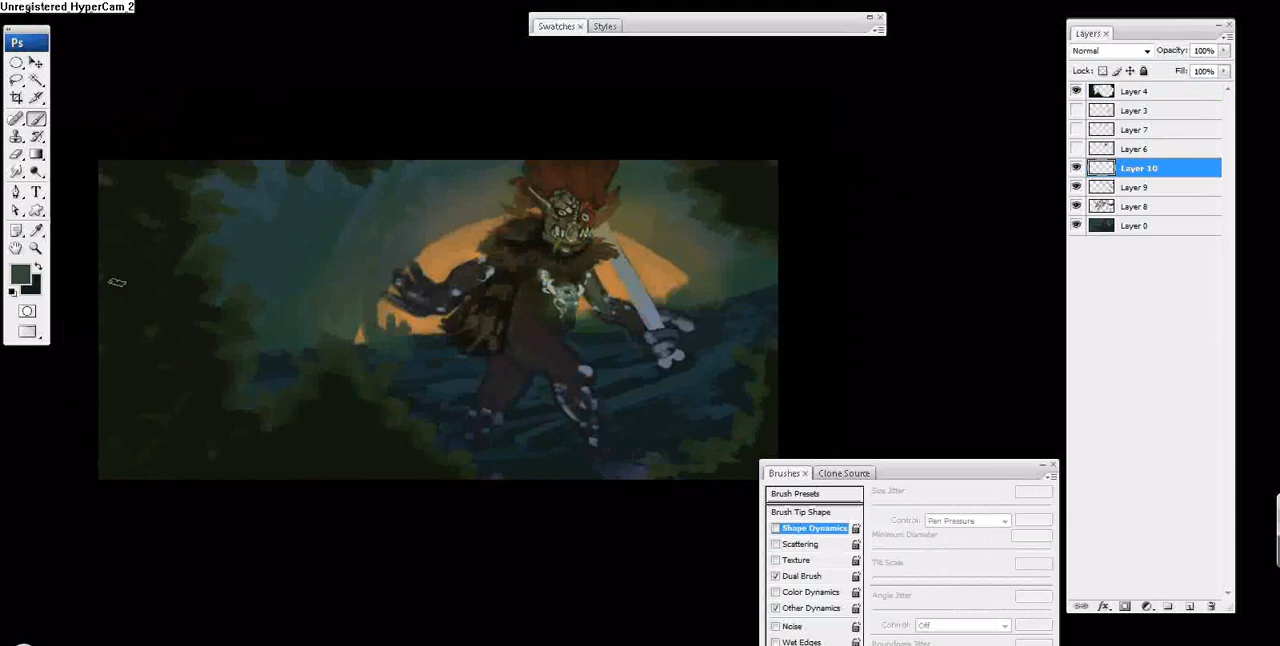 Unregistered HyperCam 2
Ps
T
Swatches × Styles
Layers ×
Normal Opacity: 100%
Lock: Fill: 100%
Layer 4
Layer 3
Layer 7
Layer 6
Layer 10
Layer 9
Layer 8
Layer 0
fx
Brushes × Clone Source
Brush Presets
Brush Tip Shape
Shape Dynamics
Scattering
Texture
Dual Brush
Color Dynamics
Other Dynamics
Noise
Wet Edges
Size Jitter
Control: Pen Pressure
Minimum Diameter
Tilt Scale
Angle Jitter
Control: Off
Roundness Jitter